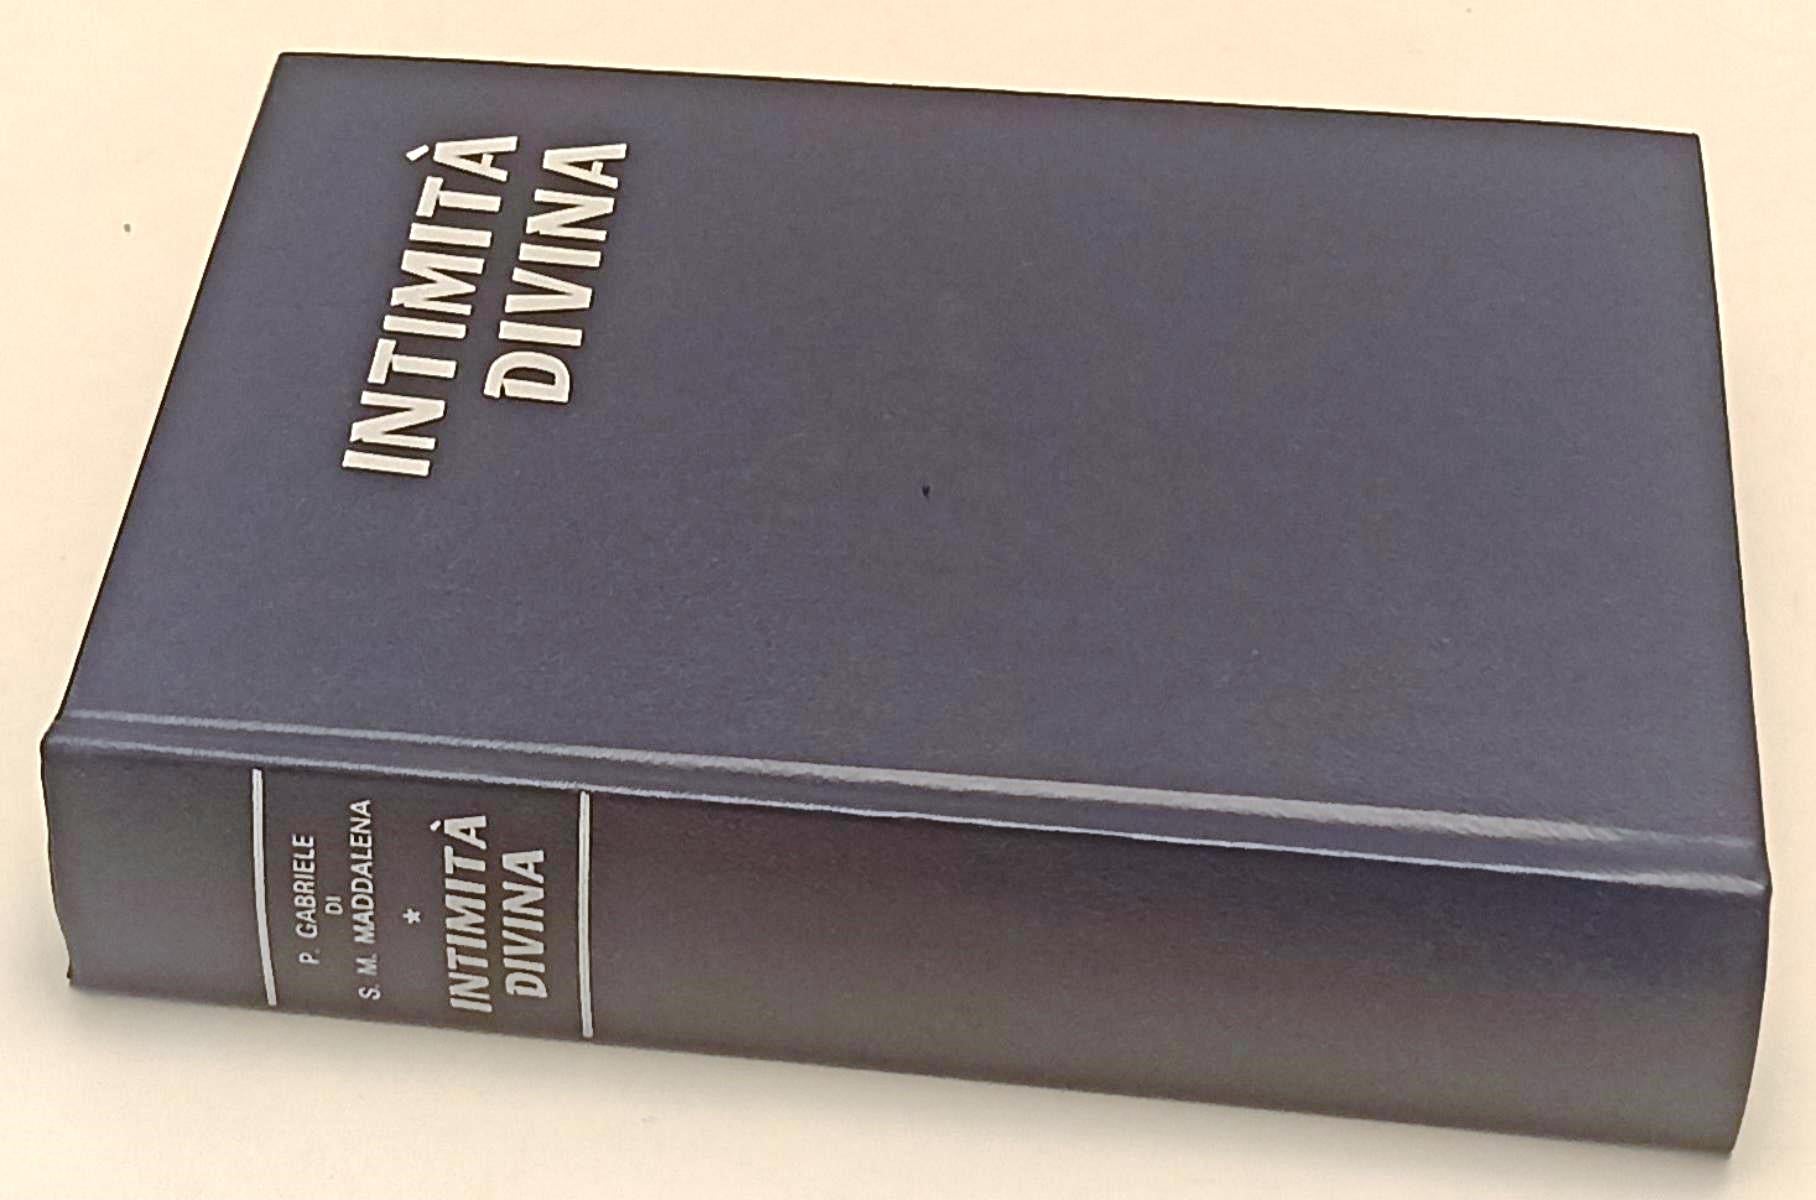 INTIMITÀ
DIVINA
P. GABRIELE
DI
S. M. MADDALENA
*
INTIMITÀ
DIVINA